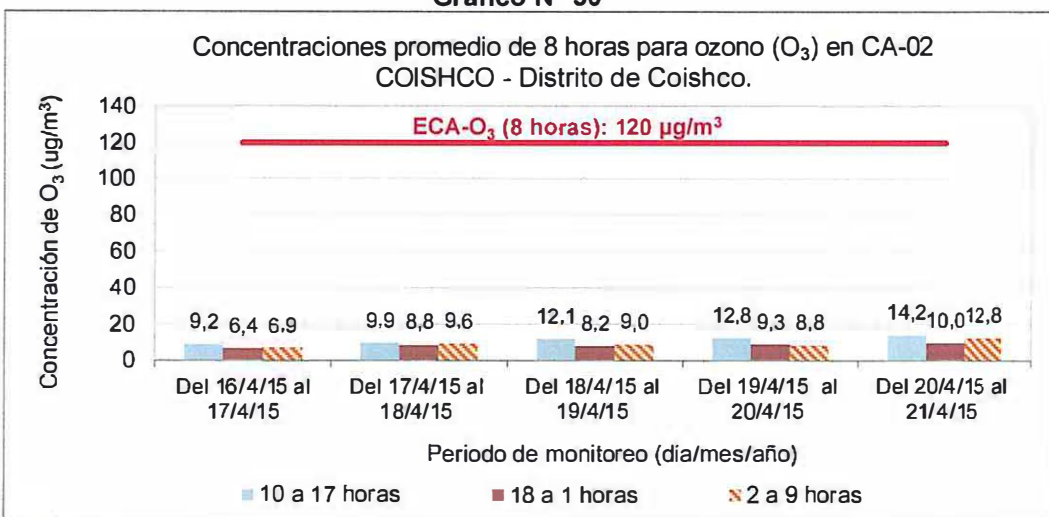 Concentraciones promedio de 8 horas para ozono (O₃) en CA-02
COISHCO - Distrito de Coishco.
Concentración de O₃ (ug/m³)
140
120
100
80
60
40
20
0
ECA-O₃ (8 horas): 120 µg/m³
9,2 6,4 6,9
9,9 8,8 9,6
12,1 8,2 9,0
12,8 9,3 8,8
14,2 10,0 12,8
Del 16/4/15 al
17/4/15
Del 17/4/15 al
18/4/15
Del 18/4/15 al
19/4/15
Del 19/4/15 al
20/4/15
Del 20/4/15 al
21/4/15
Periodo de monitoreo (dia/mes/año)
10 a 17 horas
18 a 1 horas
2 a 9 horas